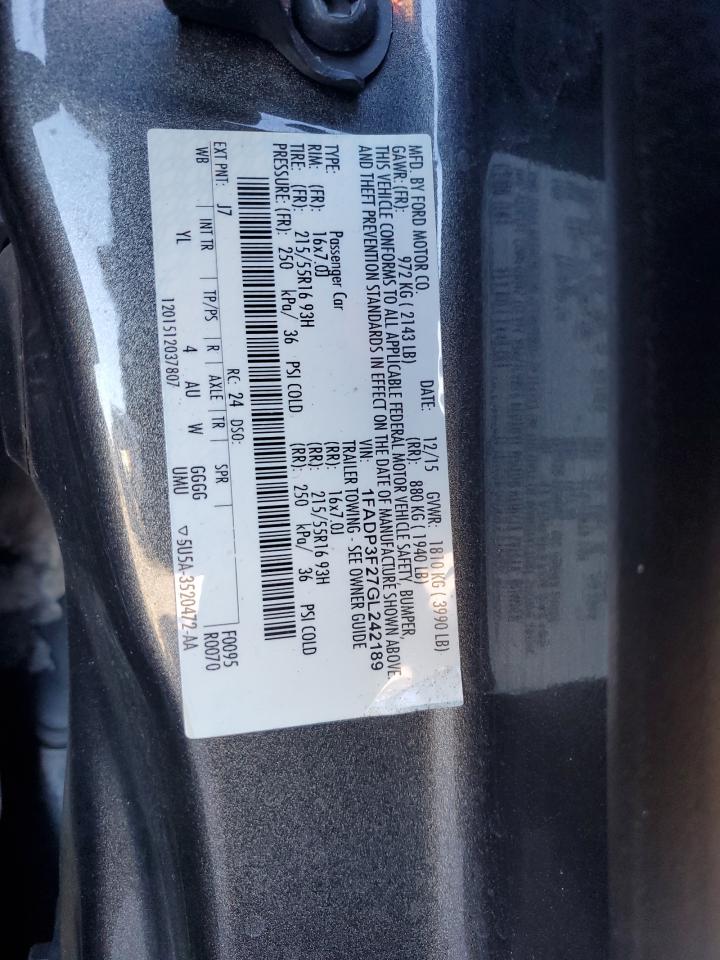 MFD. BY FORD MOTOR CO. DATE: 12/15 GVWR: 1810 KG ( 3990 LB)
GAWR: (FR): 972 KG ( 2143 LB) (RR): 880 KG ( 1940 LB)
THIS VEHICLE CONFORMS TO ALL APPLICABLE FEDERAL MOTOR VEHICLE SAFETY, BUMPER,
AND THEFT PREVENTION STANDARDS IN EFFECT ON THE DATE OF MANUFACTURE SHOWN ABOVE.
VIN: 1FADP3F27GL242189
TYPE: Passenger Car TRAILER TOWING - SEE OWNER GUIDE
RIM: (FR): 16x7.0J (RR): 16x7.0J
TIRE: (FR): 215/55R16 93H (RR): 215/55R16 93H
PRESSURE: (FR): 250 kPa/ 36 PSI COLD (RR): 250 kPa/ 36 PSI COLD
RC: 24 DSO: F0095
EXT PNT: J7 R0070
WB INT TR TP/PS R AXLE TR SPR
YL 4 AU W GGGG UMU ▽5U5A-3520472-AA
1201512037807